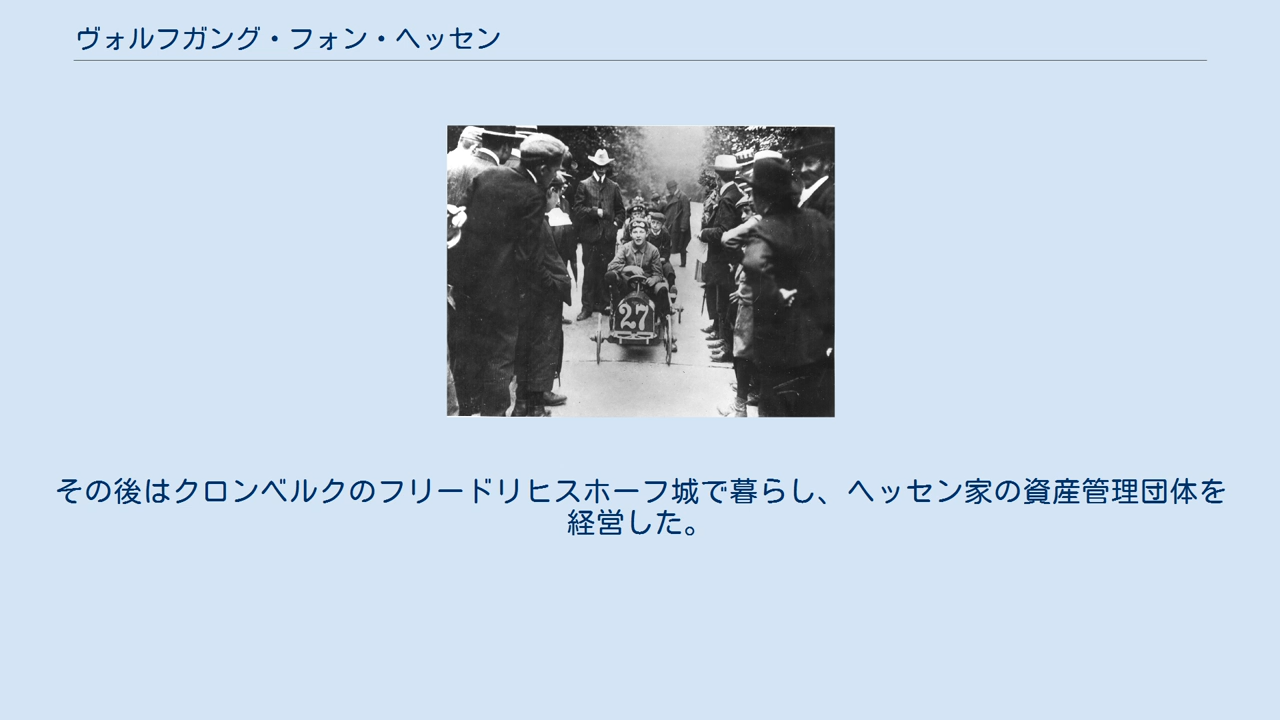 ヴォルフガング・フォン・ヘッセン
27
その後はクロンベルクのフリードリヒスホーフ城で暮らし、ヘッセン家の資産管理団体を
経営した。